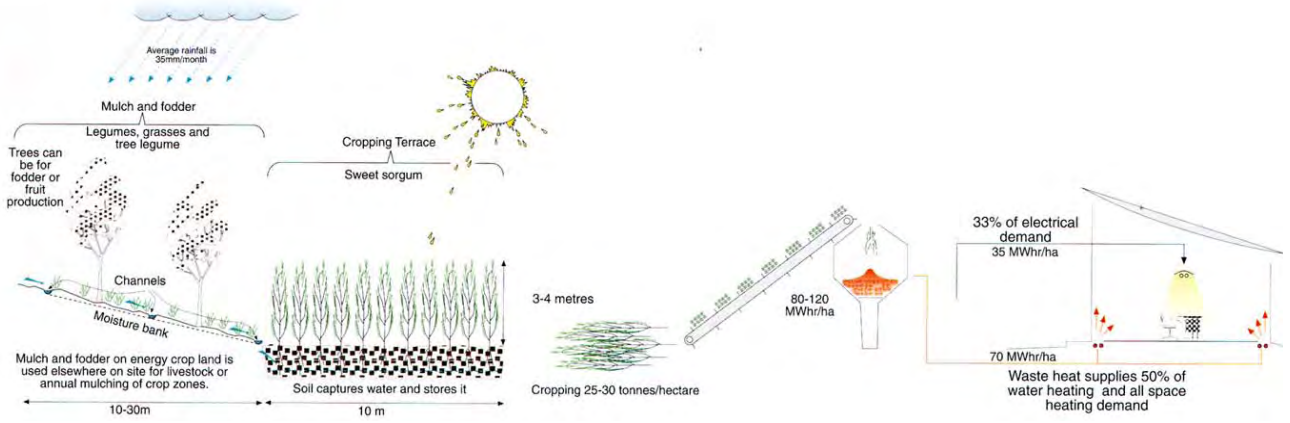 Average rainfall is
35mm/month
Mulch and fodder
Legumes, grasses and
tree legume
Trees can
be for
fodder or
fruit
production
Channels
Moisture bank
Mulch and fodder on energy crop land is
used elsewhere on site for livestock or
annual mulching of crop zones.
10-30m
Cropping Terrace
Sweet sorgum
Soil captures water and stores it
10 m
3-4 metres
Cropping 25-30 tonnes/hectare
80-120
MWhr/ha
33% of electrical
demand
35 MWhr/ha
70 MWhr/ha
Waste heat supplies 50% of
water heating and all space
heating demand